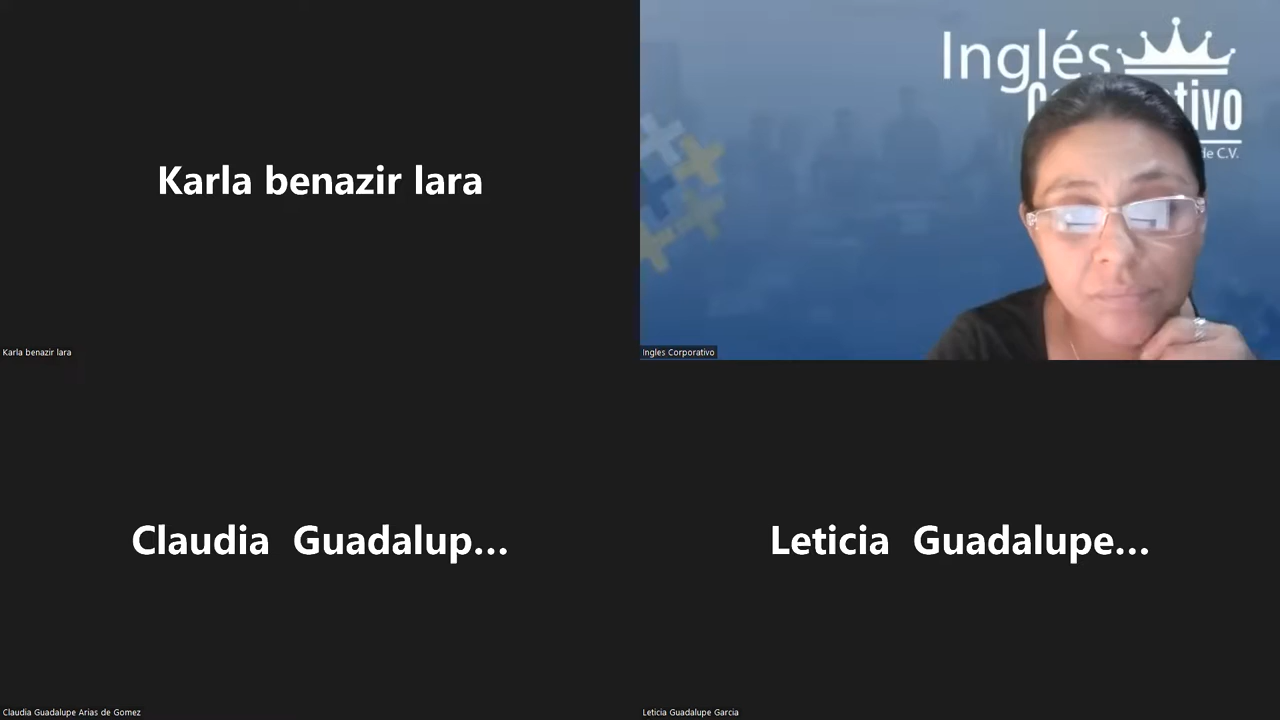 Karla benazir lara
Karla benazir lara
Inglés
de C.V.
Ingles Corporativo
Claudia Guadalup...
Claudia Guadalupe Arias de Gomez
Leticia Guadalupe...
Leticia Guadalupe Garcia